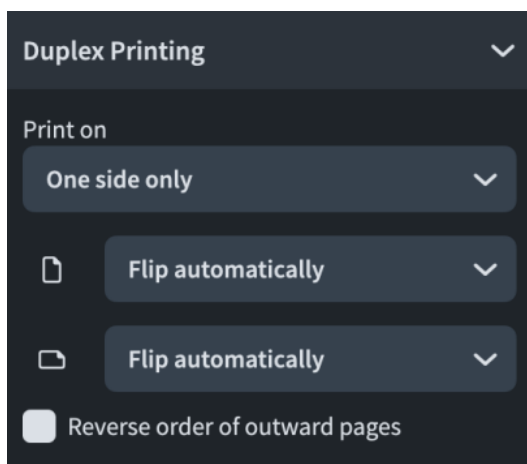 Duplex Printing
Print on
One side only
Flip automatically
Flip automatically
Reverse order of outward pages